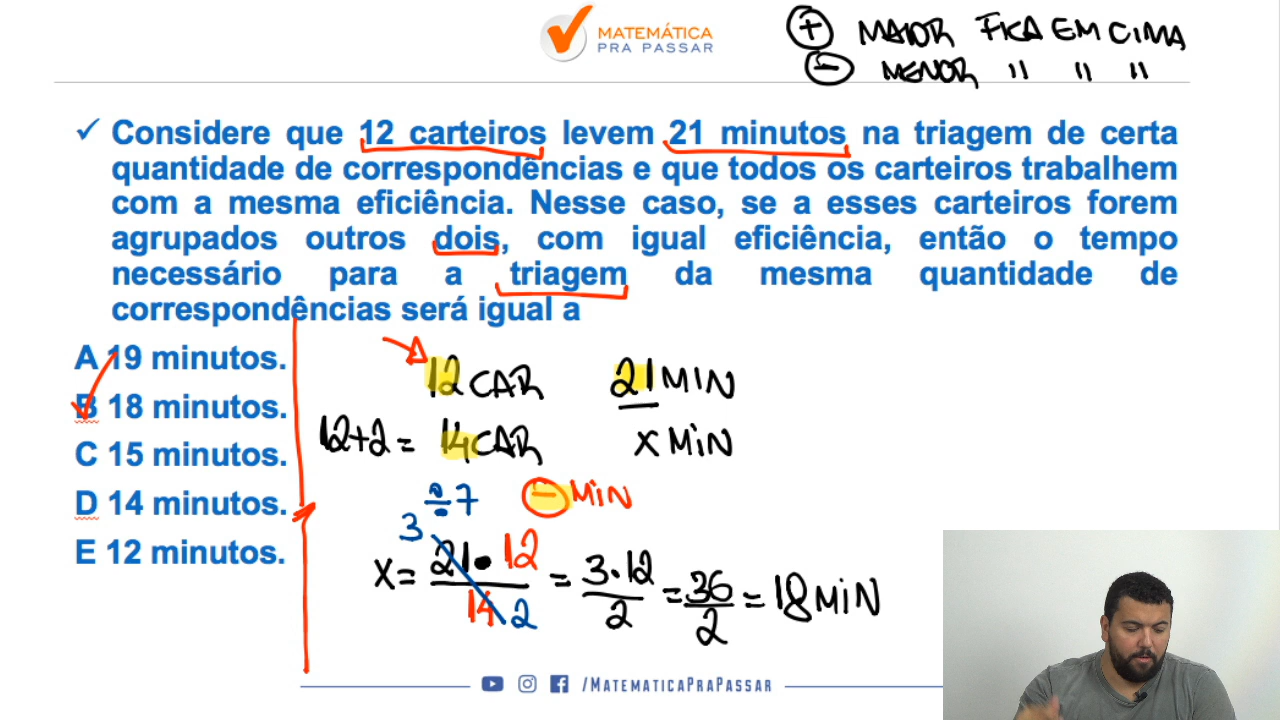 MATEMÁTICA
PRA PASSAR
+ MAIOR FICA EM CIMA
- MENOR " " "
✓ Considere que 12 carteiros levem 21 minutos na triagem de certa
quantidade de correspondências e que todos os carteiros trabalhem
com a mesma eficiência. Nesse caso, se a esses carteiros forem
agrupados outros dois, com igual eficiência, então o tempo
necessário para a triagem da mesma quantidade de
correspondências será igual a
A 19 minutos.
B 18 minutos.
C 15 minutos.
D 14 minutos.
E 12 minutos.
12 CAR 21 MIN
12+2 = 14 CAR X MIN
÷7 - MIN
3
X = 21 • 12 / 14 2 = 3 • 12 / 2 = 36 / 2 = 18 MIN
/MATEMATICAPRAPASSAR